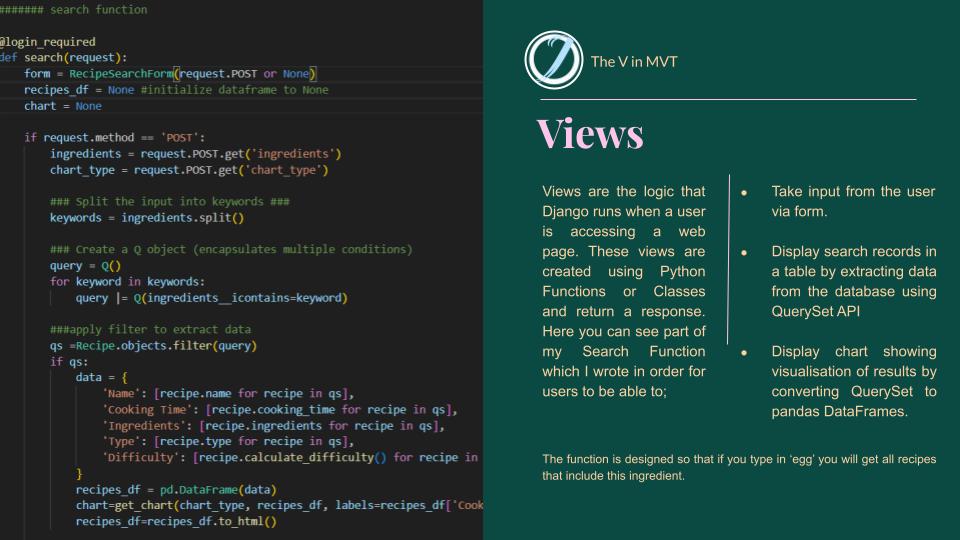 ####### search function
@login_required
def search(request):
form = RecipeSearchForm(request.POST or None)
recipes_df = None #initialize dataframe to None
chart = None
if request.method == 'POST':
ingredients = request.POST.get('ingredients')
chart_type = request.POST.get('chart_type')
### Split the input into keywords ###
keywords = ingredients.split()
### Create a Q object (encapsulates multiple conditions)
query = Q()
for keyword in keywords:
query |= Q(ingredients__icontains=keyword)
###apply filter to extract data
qs =Recipe.objects.filter(query)
if qs:
data = {
'Name': [recipe.name for recipe in qs],
'Cooking Time': [recipe.cooking_time for recipe in qs],
'Ingredients': [recipe.ingredients for recipe in qs],
'Type': [recipe.type for recipe in qs],
'Difficulty': [recipe.calculate_difficulty() for recipe in
}
recipes_df = pd.DataFrame(data)
chart=get_chart(chart_type, recipes_df, labels=recipes_df['Cook
recipes_df=recipes_df.to_html()
The V in MVT
Views
Views are the logic that
Django runs when a user
is accessing a web
page. These views are
created using Python
Functions or Classes
and return a response.
Here you can see part of
my Search Function
which I wrote in order for
users to be able to;
● Take input from the user
via form.
● Display search records in
a table by extracting data
from the database using
QuerySet API
● Display chart showing
visualisation of results by
converting QuerySet to
pandas DataFrames.
The function is designed so that if you type in ‘egg’ you will get all recipes
that include this ingredient.